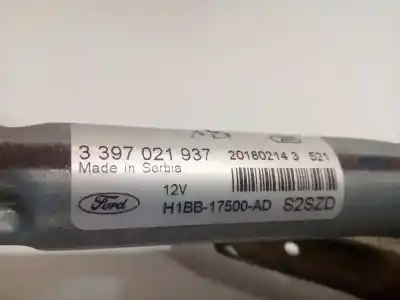 3 397 021 937 20180214 3 521
Made in Serbia
12V
Ford H1BB-17500-AD S2SZD